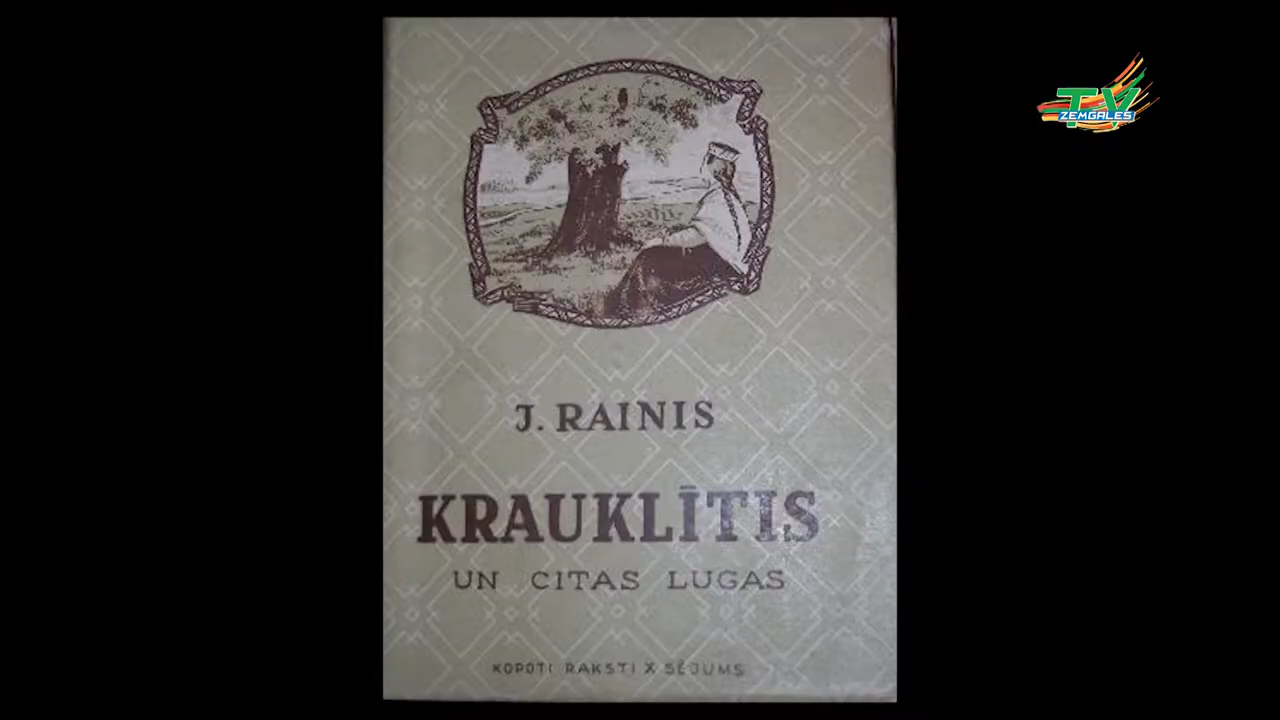 J. RAINIS
KRAUKLĪTIS
UN CITAS LUGAS
KOPOTI RAKSTI X SĒJUMS
TV
ZEMGALES